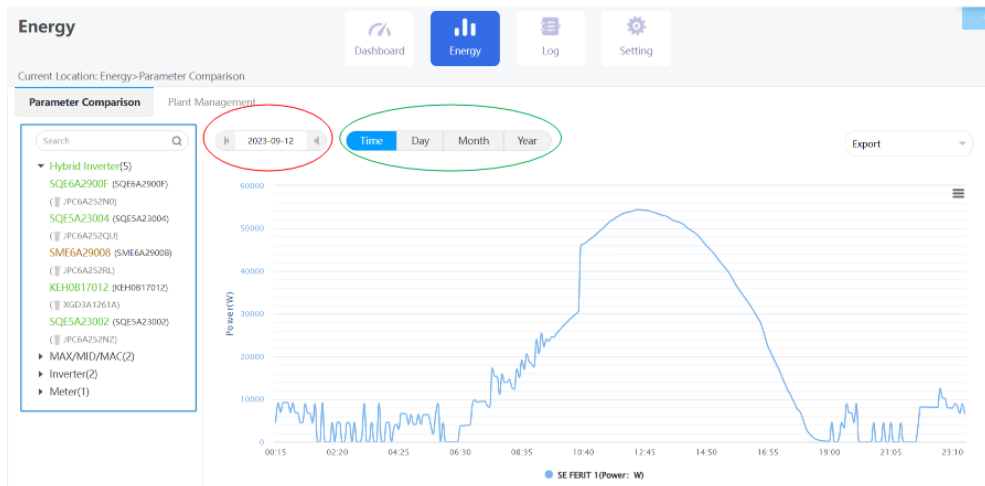 Energy
Dashboard
Energy
Log
Setting
Current Location: Energy>Parameter Comparison
Parameter Comparison
Plant Management
Search
2023-09-12
Time Day Month Year
Export
Hybrid Inverter(5)
SQE6A2900F (SQE6A2900F)
(JPC6A252N0)
SQE5A23004 (SQE5A23004)
(JPC6A252QU)
SME6A29008 (SME6A29008)
(JPC6A252RL)
KEH0B17012 (KEH0B17012)
(XGD3A1261A)
SQE5A23002 (SQE5A23002)
(JPC6A252NZ)
MAX/MID/MAC(2)
Inverter(2)
Meter(1)
Power(W)
60000
50000
40000
30000
20000
10000
0
00:15 02:20 04:25 06:30 08:35 10:40 12:45 14:50 16:55 19:00 21:05 23:10
SE FERIT 1(Power: W)